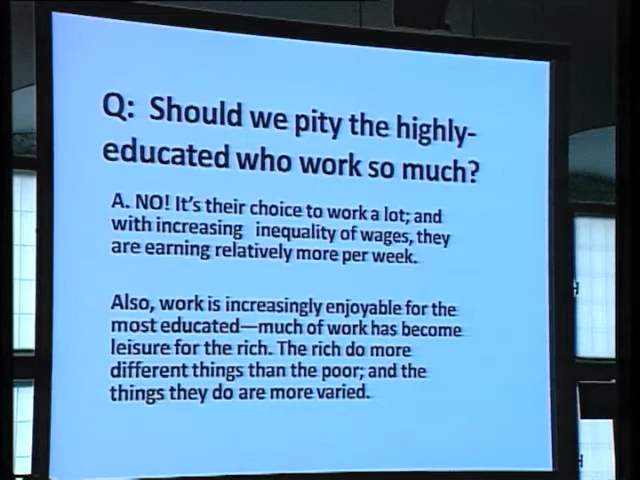 Q: Should we pity the highly-
educated who work so much?
A. NO! It's their choice to work a lot; and
with increasing inequality of wages, they
are earning relatively more per week.
Also, work is increasingly enjoyable for the
most educated—much of work has become
leisure for the rich. The rich do more
different things than the poor; and the
things they do are more varied.